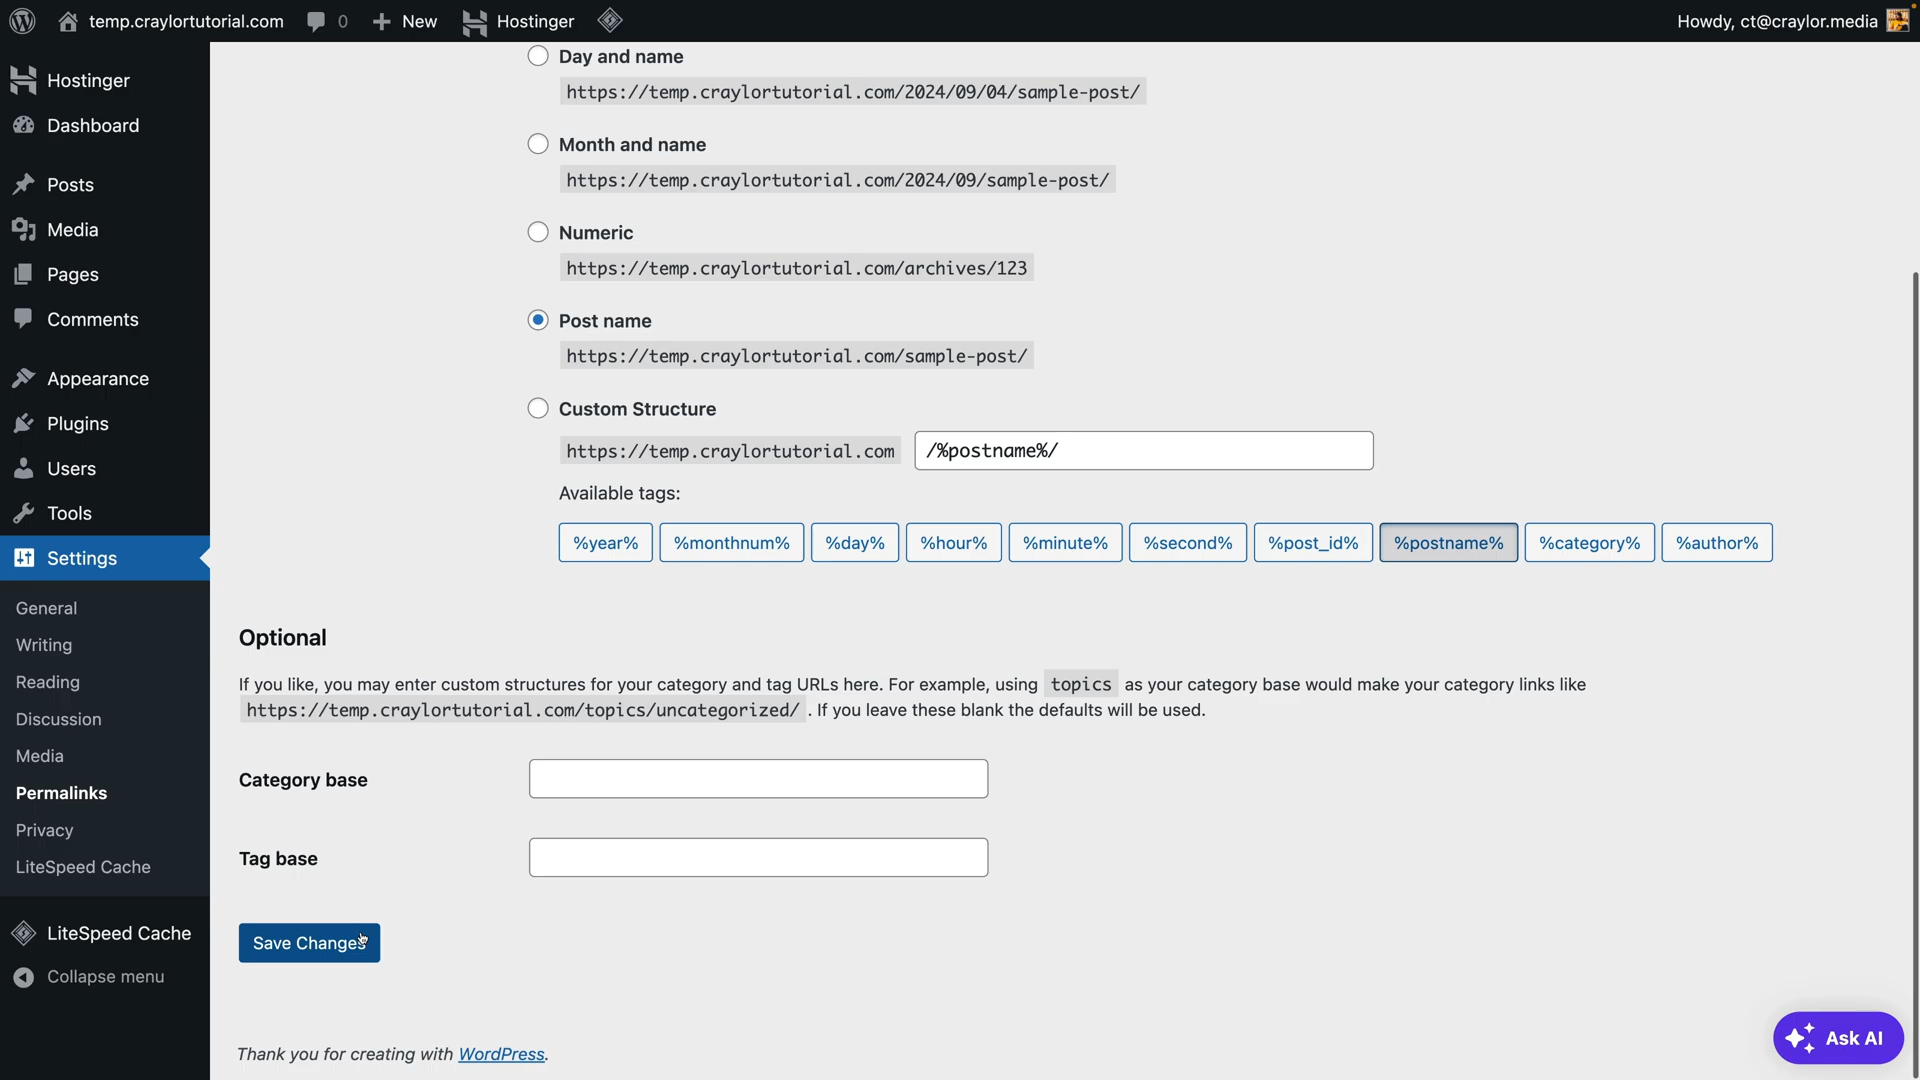 temp.craylortutorial.com 0 New Hostinger Howdy, ct@craylor.media
Hostinger
Dashboard
Posts
Media
Pages
Comments
Appearance
Plugins
Users
Tools
Settings
General
Writing
Reading
Discussion
Media
Permalinks
Privacy
LiteSpeed Cache
LiteSpeed Cache
Collapse menu
Day and name
https://temp.craylortutorial.com/2024/09/04/sample-post/
Month and name
https://temp.craylortutorial.com/2024/09/sample-post/
Numeric
https://temp.craylortutorial.com/archives/123
Post name
https://temp.craylortutorial.com/sample-post/
Custom Structure
https://temp.craylortutorial.com /%postname%/
Available tags:
%year% %monthnum% %day% %hour% %minute% %second% %post_id% %postname% %category% %author%
Optional
If you like, you may enter custom structures for your category and tag URLs here. For example, using topics as your category base would make your category links like
https://temp.craylortutorial.com/topics/uncategorized/ . If you leave these blank the defaults will be used.
Category base
Tag base
Save Changes
Thank you for creating with WordPress.
Ask AI